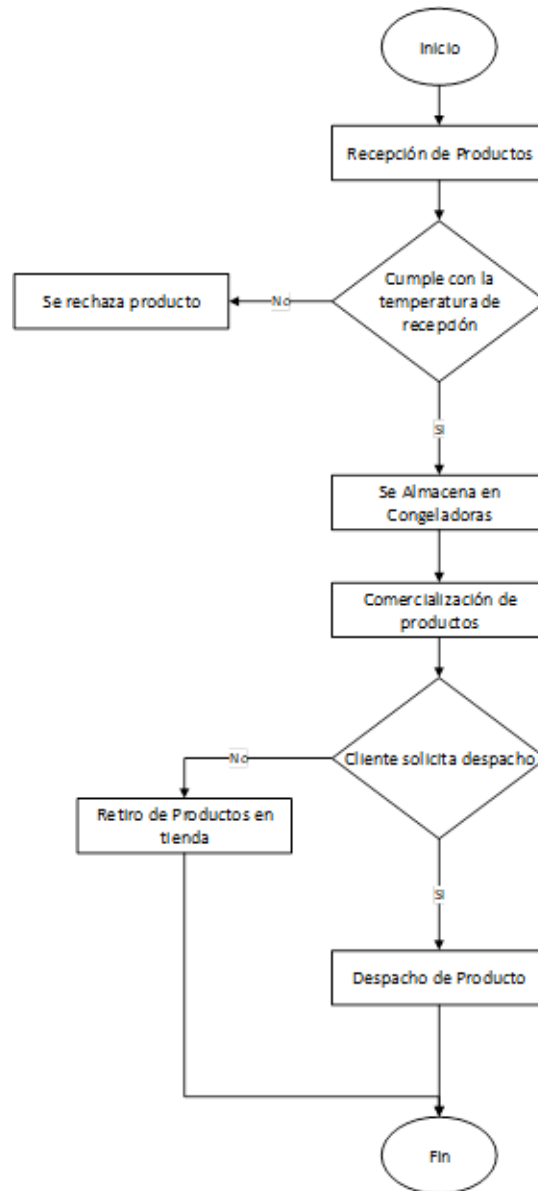 Inicio
Recepción de Productos
Cumple con la
temperatura de
recepción
No
Se rechaza producto
Si
Se Almacena en
Congeladoras
Comercialización de
productos
Cliente solicita despacho
No
Retiro de Productos en
tienda
Si
Despacho de Producto
Fin